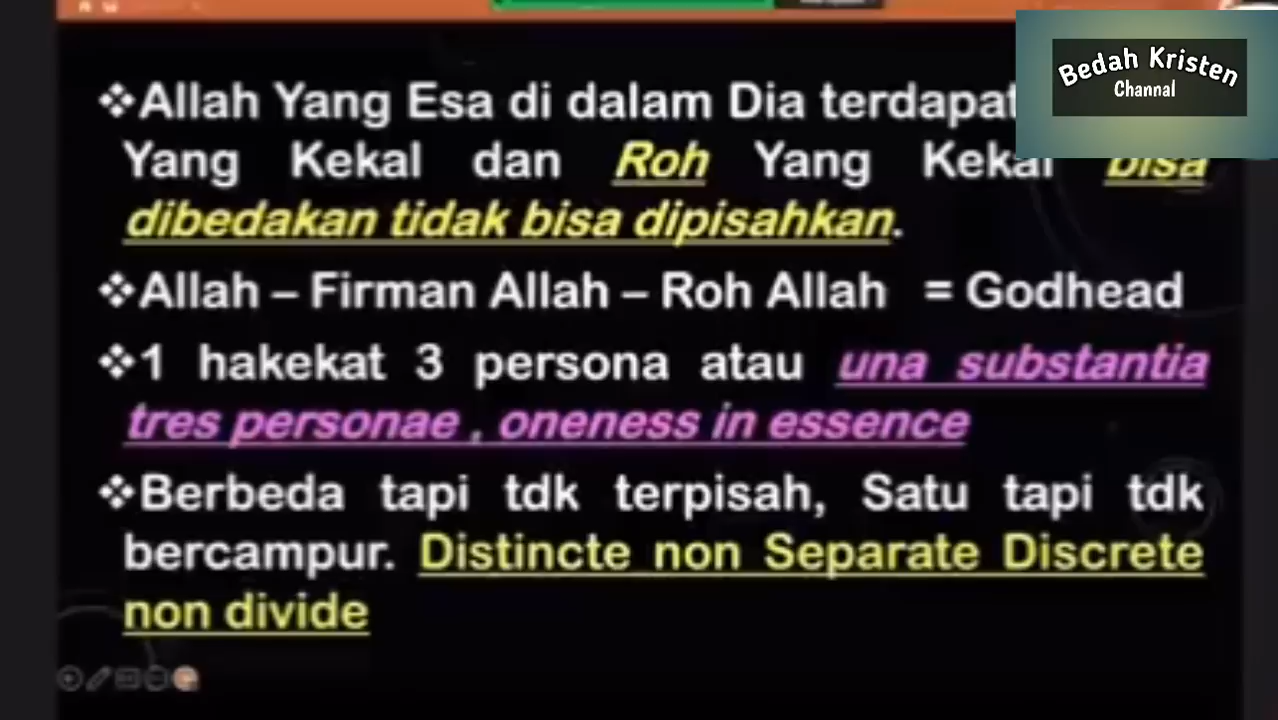 Bedah Kristen
Channal
❖Allah Yang Esa di dalam Dia terdapat
Yang Kekal dan Roh Yang Kekal bisa
dibedakan tidak bisa dipisahkan.
❖Allah – Firman Allah – Roh Allah = Godhead
❖1 hakekat 3 persona atau una substantia
tres personae , oneness in essence
❖Berbeda tapi tdk terpisah, Satu tapi tdk
bercampur. Distincte non Separate Discrete
non divide